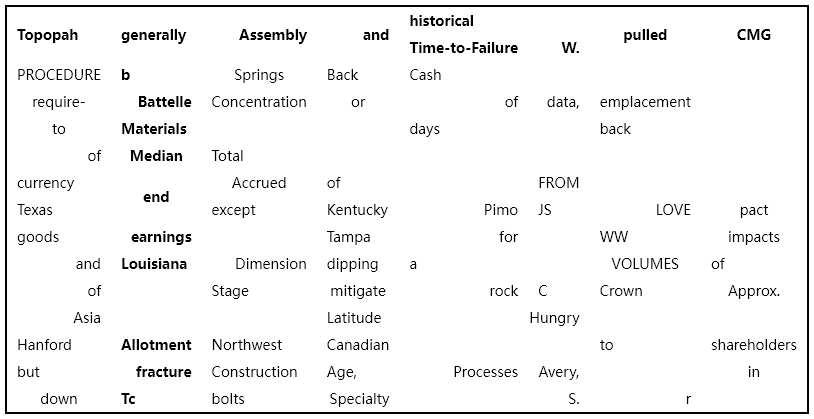 Topopah generally Assembly and historical Time-to-Failure W. pulled CMG
PROCEDURE b Springs Back Cash
require- Battelle Concentration or of data, emplacement
to Materials days back
of Median Total
currency end Accrued of FROM
Texas except Kentucky Pimo JS LOVE pact
goods earnings Tampa for WW impacts
and Louisiana Dimension dipping a VOLUMES of
of Stage mitigate rock C Crown Approx.
Asia Latitude Hungry
Hanford Allotment Northwest Canadian to shareholders
but fracture Construction Age, Processes Avery, in
down Tc bolts Specialty S. r